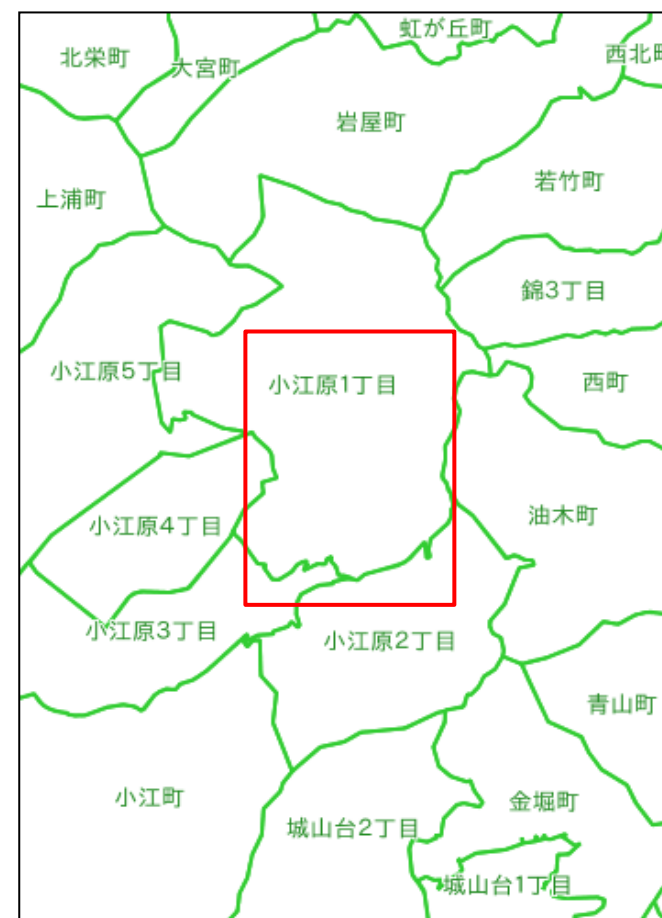 虹が丘町
北栄町
西北町
大宮町
岩屋町
若竹町
上浦町
錦3丁目
小江原5丁目
小江原1丁目
西町
油木町
小江原4丁目
小江原3丁目
小江原2丁目
青山町
小江町
金堀町
城山台2丁目
城山台1丁目